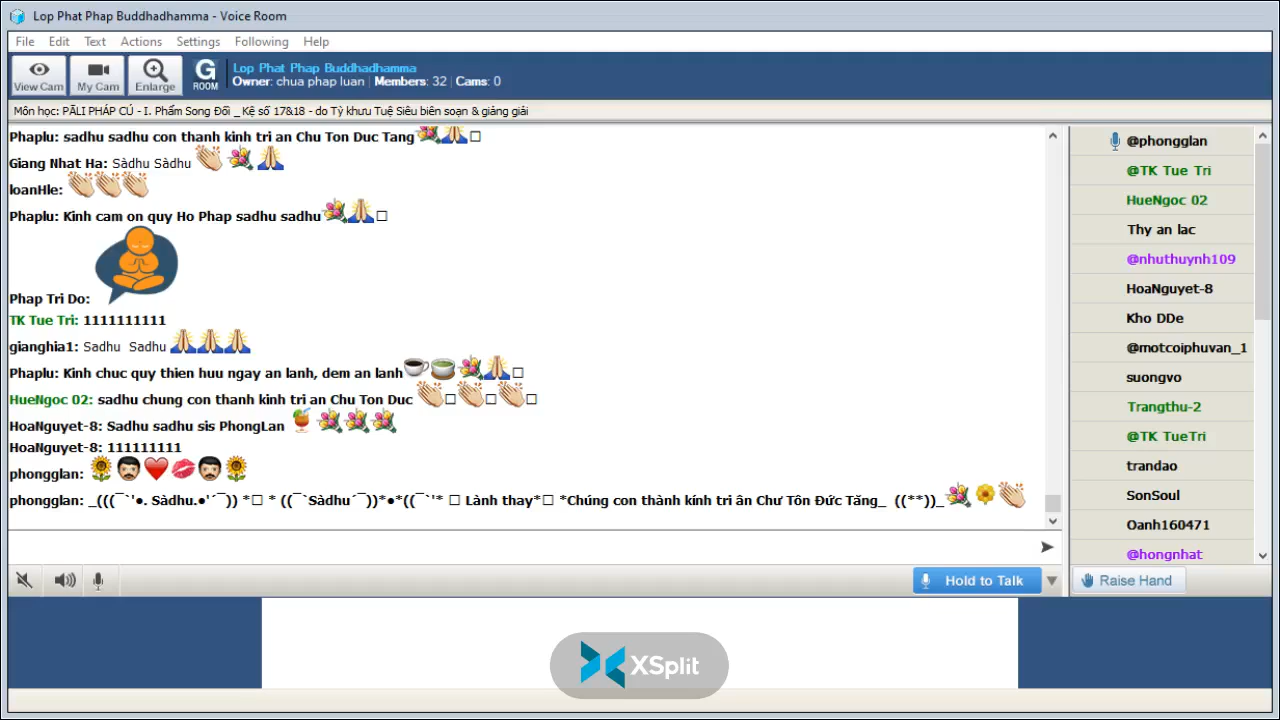 Lop Phat Phap Buddhadhamma - Voice Room
File Edit Text Actions Settings Following Help
View Cam My Cam Enlarge G ROOM
Lop Phat Phap Buddhadhamma
Owner: chua phap luan | Members: 32 | Cams: 0
Môn học: PĀLI PHÁP CÚ - I. Phẩm Song Đối _ Kệ số 17&18 - do Tỳ khưu Tuệ Siêu biên soạn & giảng giải
Phaplu: sadhu sadhu con thanh kinh tri an Chu Ton Duc Tang
Giang Nhat Ha: Sàdhu Sàdhu
loanHle:
Phaplu: Kinh cam on quy Ho Phap sadhu sadhu
Phap Tri Do:
TK Tue Tri: 1111111111
gianghia1: Sadhu Sadhu
Phaplu: Kinh chuc quy thien huu ngay an lanh, dem an lanh
HueNgoc 02: sadhu chung con thanh kinh tri an Chu Ton Duc
HoaNguyet-8: Sadhu sadhu sis PhongLan
HoaNguyet-8: 111111111
phongglan:
phongglan: _(((¯`'●. Sàdhu.●'´¯)) *□ * ((¯`Sàdhu´¯))*●*((¯`'* □ Lành thay*□ *Chúng con thành kính tri ân Chư Tôn Đức Tăng_ ((**))_
@phongglan
@TK Tue Tri
HueNgoc 02
Thy an lac
@nhuthuynh109
HoaNguyet-8
Kho DDe
@motcoiphuvan_1
suongvo
Trangthu-2
@TK TueTri
trandao
SonSoul
Oanh160471
@hongnhat
Hold to Talk
Raise Hand
XSplit